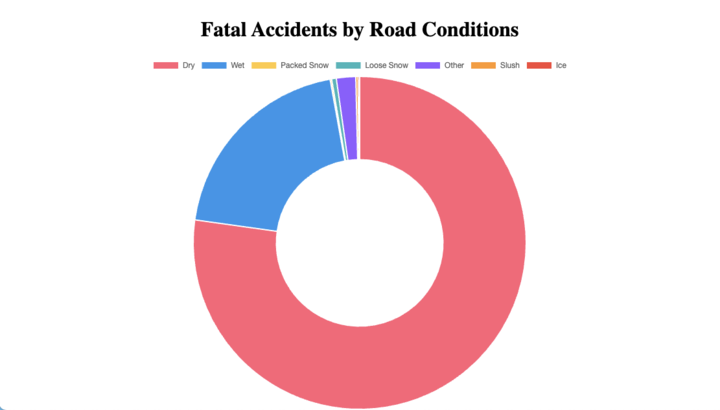 Fatal Accidents by Road Conditions
Dry Wet Packed Snow Loose Snow Other Slush Ice